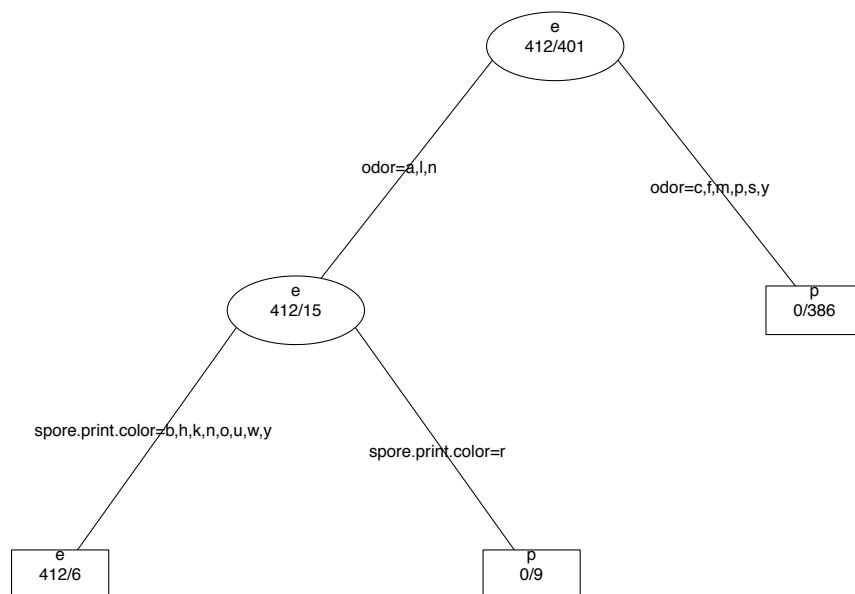 e
412/401
odor=a,l,n
odor=c,f,m,p,s,y
e
412/15
p
0/386
spore.print.color=b,h,k,n,o,u,w,y
spore.print.color=r
e
412/6
p
0/9